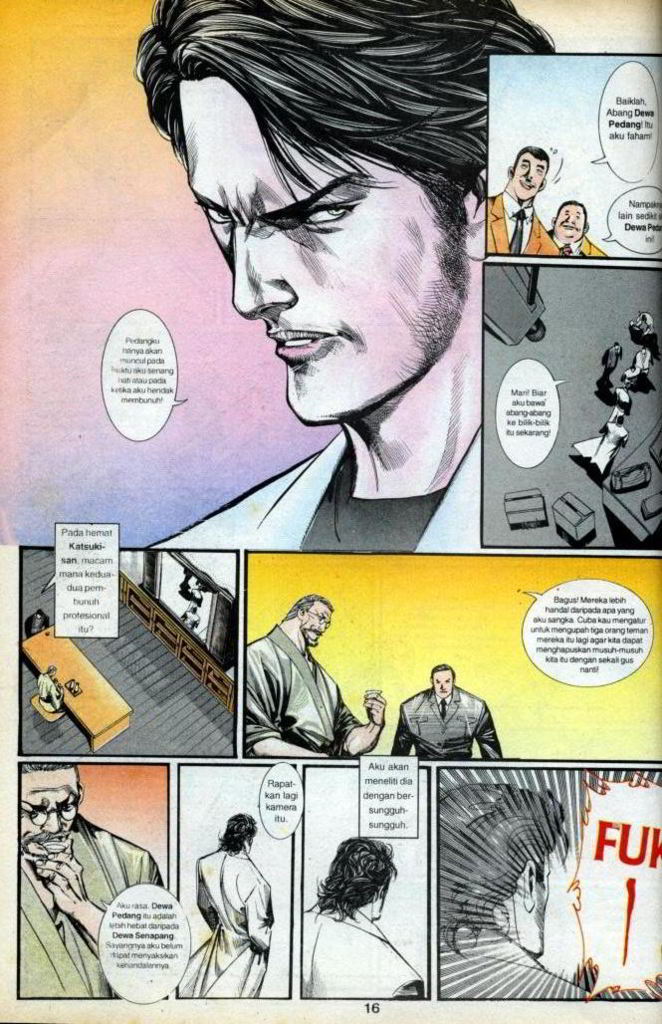 Baiklah,
Abang Dewa
Pedang! Itu
aku faham!
Nampaknya
lain sedikit
Dewa Pedang
ini!
Pedangku
hanya akan
muncul pada
waktu aku senang
hati atau pada
ketika aku hendak
membunuh!
Mari! Biar
aku bawa
abang-abang
ke bilik-bilik
itu sekarang!
Pada hemat
Katsuki-
san, macam
mana kedua-
dua pem-
bunuh
profesional
itu?
Bagus! Mereka lebih
handal daripada apa yang
aku sangka. Cuba kau mengatur
untuk mengupah tiga orang teman
mereka itu lagi agar kita dapat
menghapuskan musuh-musuh
kita itu dengan sekali gus
nanti!
Aku rasa, Dewa
Pedang itu adalah
lebih hebat daripada
Dewa Senapang.
Sayangnya aku belum
dapat menyaksikan
kehandalannya.
Rapat-
kan lagi
kamera
itu.
Aku akan
meneliti dia
dengan ber-
sungguh-
sungguh.
FUK
!
16